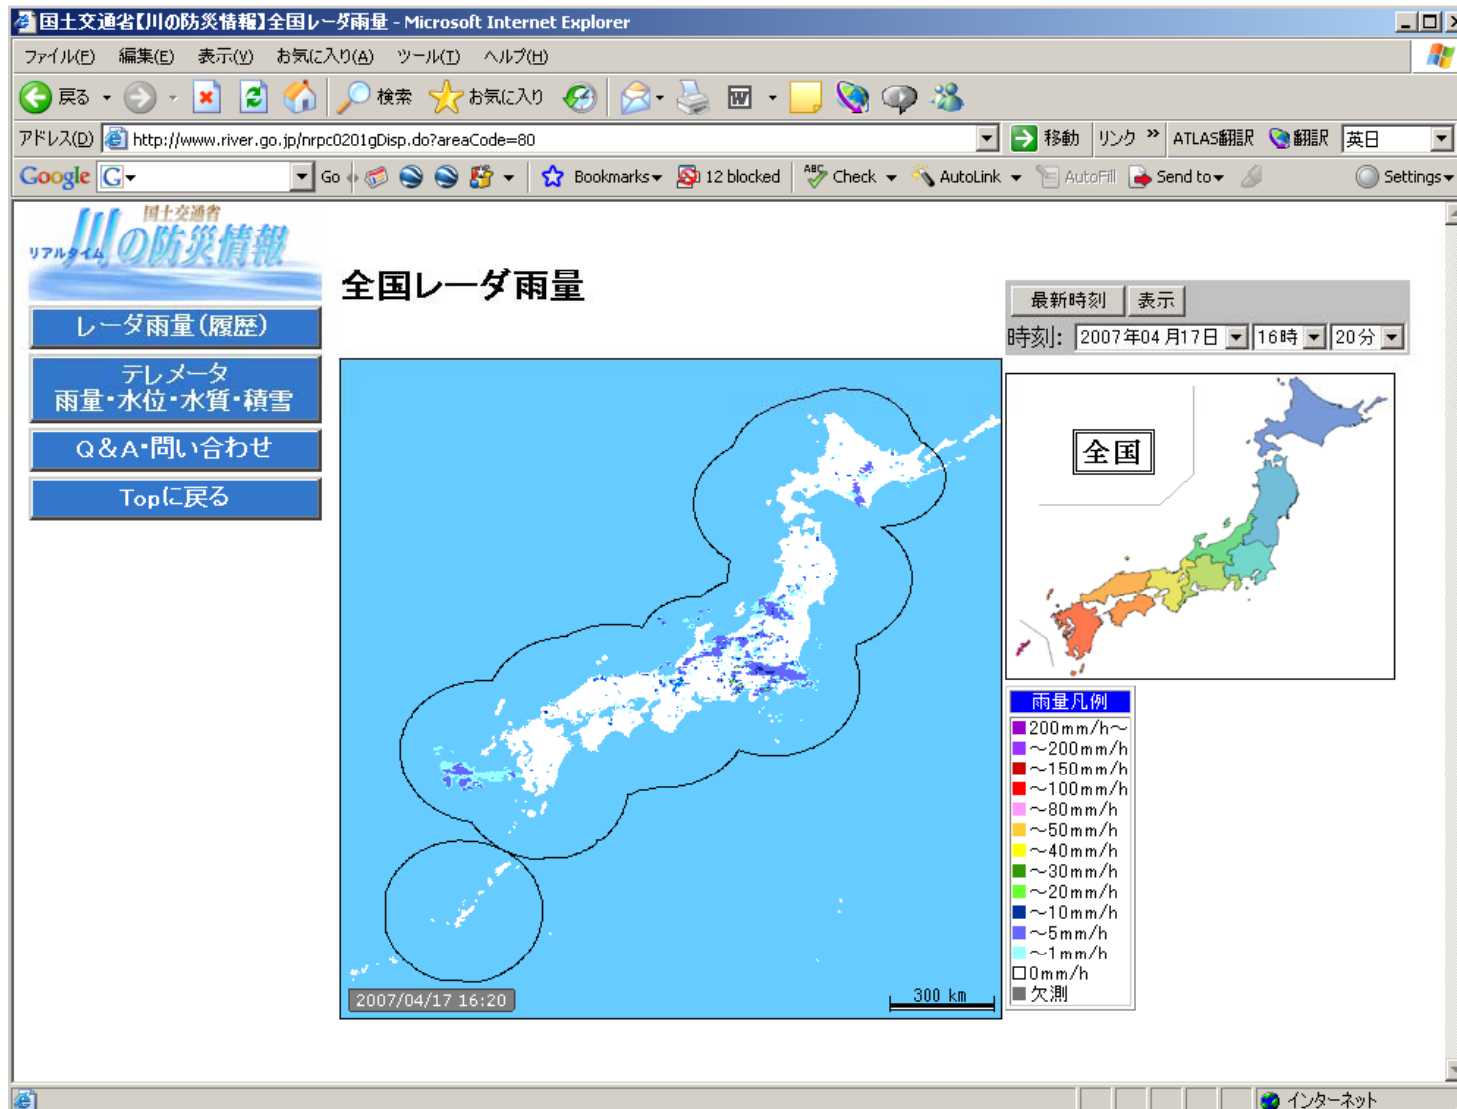 国土交通省【川の防災情報】全国レーダ雨量 - Microsoft Internet Explorer
ファイル(F) 編集(E) 表示(V) お気に入り(A) ツール(T) ヘルプ(H)
戻る 検索 お気に入り
アドレス(D) http://www.river.go.jp/nrpc0201gDisp.do?areaCode=80 移動 リンク » ATLAS翻訳 翻訳 英日
Google G Go Bookmarks 12 blocked ABC Check AutoLink AutoFill Send to Settings
国土交通省
リアルタイム 川の防災情報
レーダ雨量(履歴)
テレメータ
雨量・水位・水質・積雪
Q&A・問い合わせ
Topに戻る
全国レーダ雨量
最新時刻 表示
時刻: 2007年04月17日 16時 20分
全国
2007/04/17 16:20
300 km
雨量凡例
200mm/h～
～200mm/h
～150mm/h
～100mm/h
～80mm/h
～50mm/h
～40mm/h
～30mm/h
～20mm/h
～10mm/h
～5mm/h
～1mm/h
0mm/h
欠測
インターネット